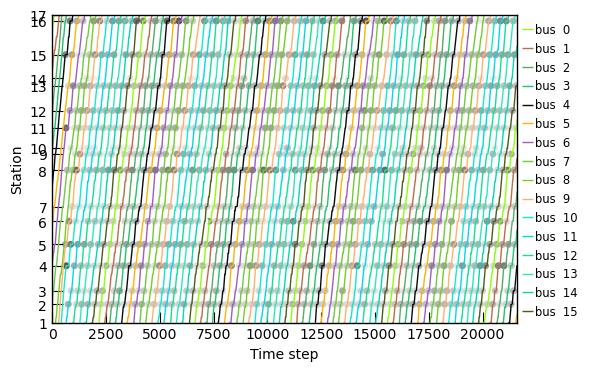 17
16
15
14
13
12
11
10
9
8
7
6
5
4
3
2
1
Station
0
2500
5000
7500
10000
12500
15000
17500
20000
Time step
bus 0
bus 1
bus 2
bus 3
bus 4
bus 5
bus 6
bus 7
bus 8
bus 9
bus 10
bus 11
bus 12
bus 13
bus 14
bus 15